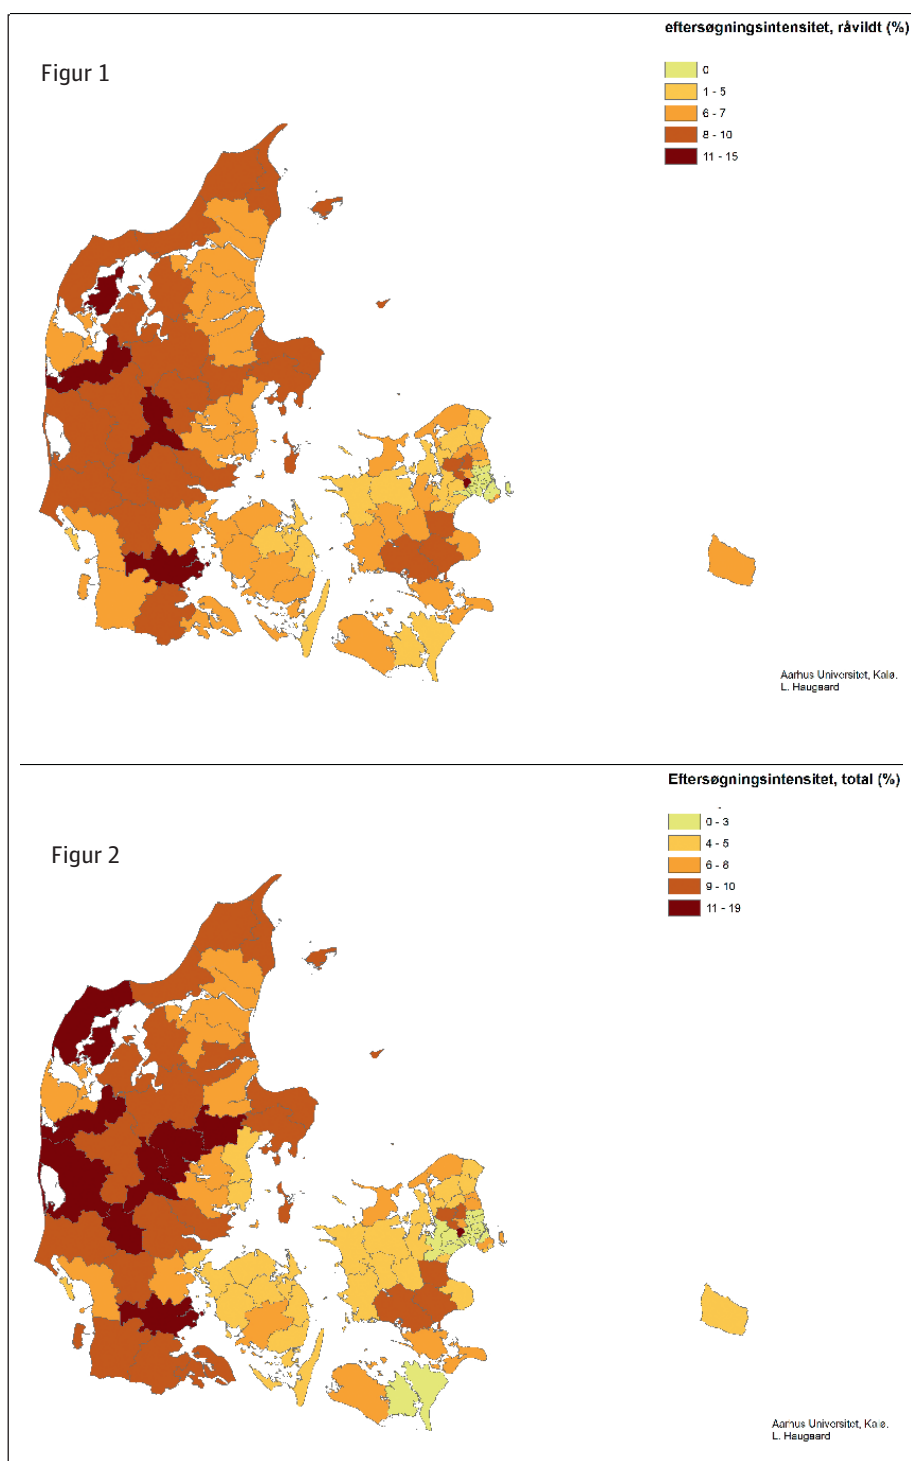 eftersøgningsintensitet, råvildt (%)
Figur 1
0
1 - 5
6 - 7
8 - 10
11 - 15
Aarhus Universitet, Kalø.
L. Haugaard
Eftersøgningsintensitet, total (%)
Figur 2
0 - 3
4 - 5
6 - 8
9 - 10
11 - 19
Aarhus Universitet, Kalø.
L. Haugaard